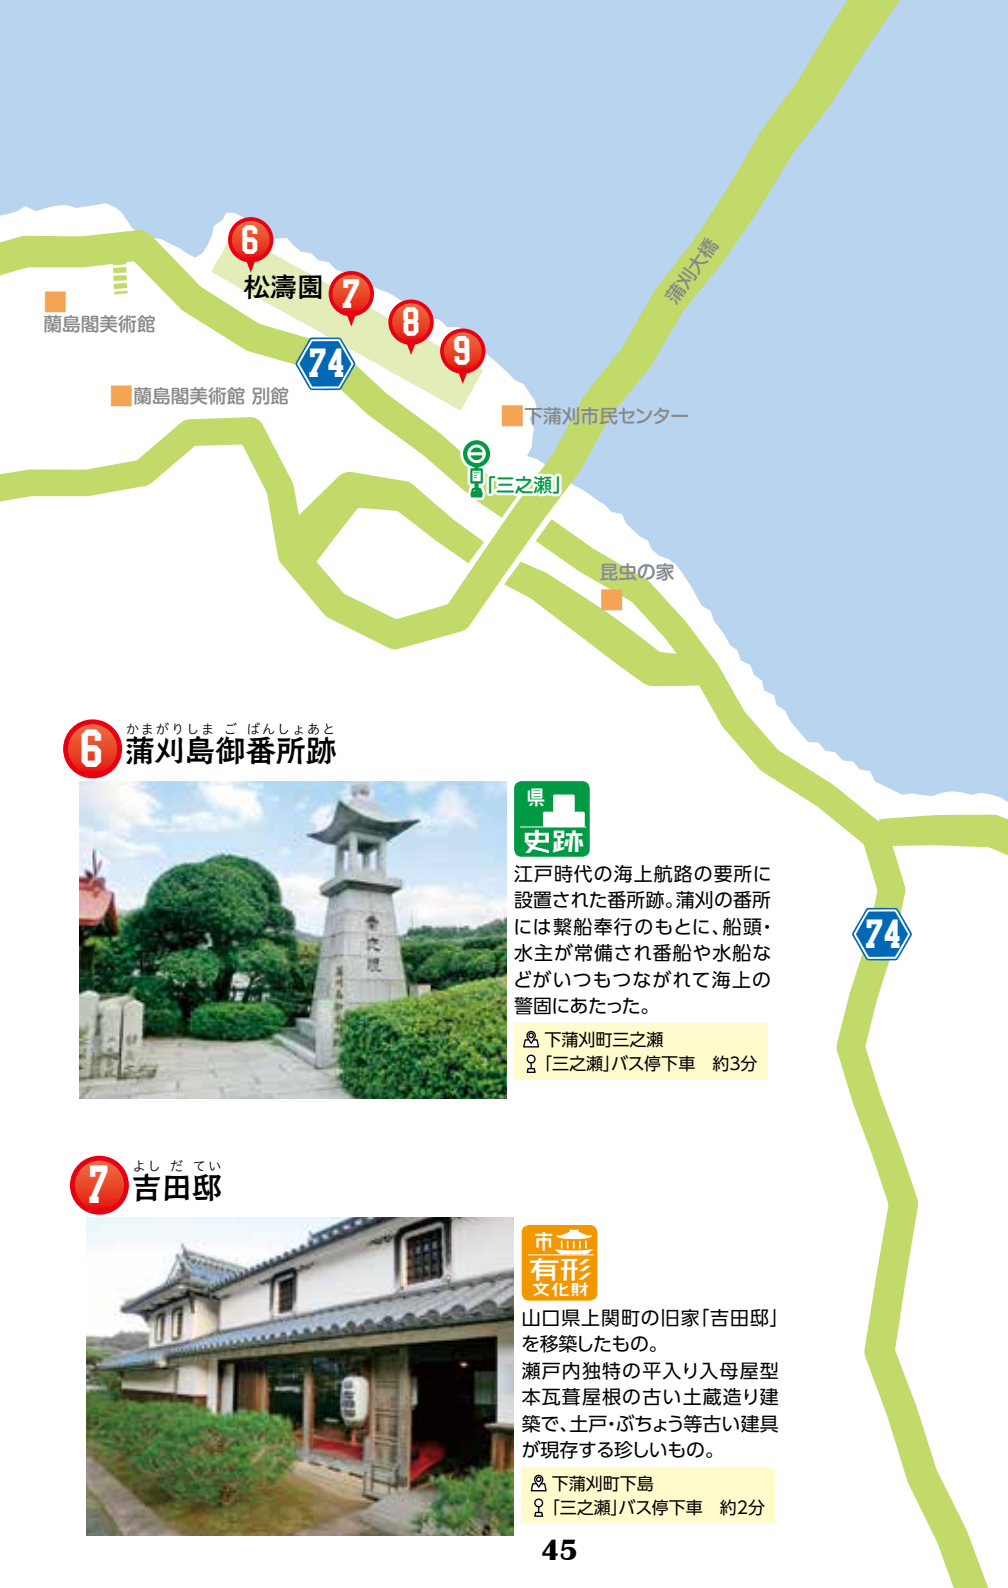 蒲刈大橋
6
松濤園
7
8
9
蘭島閣美術館
74
蘭島閣美術館 別館
下蒲刈市民センター
「三之瀬」
昆虫の家
74
6
かまがりしま ご ばんしょあと
蒲刈島御番所跡
県
史跡
江戸時代の海上航路の要所に
設置された番所跡。蒲刈の番所
には繋船奉行のもとに、船頭・
水主が常備され番船や水船な
どがいつもつながれて海上の
警固にあたった。
下蒲刈町三之瀬
「三之瀬」バス停下車 約3分
7
よし だ てい
吉田邸
市
有形
文化財
山口県上関町の旧家「吉田邸」
を移築したもの。
瀬戸内独特の平入り入母屋型
本瓦葺屋根の古い土蔵造り建
築で、土戸・ぶちょう等古い建具
が現存する珍しいもの。
下蒲刈町下島
「三之瀬」バス停下車 約2分
45